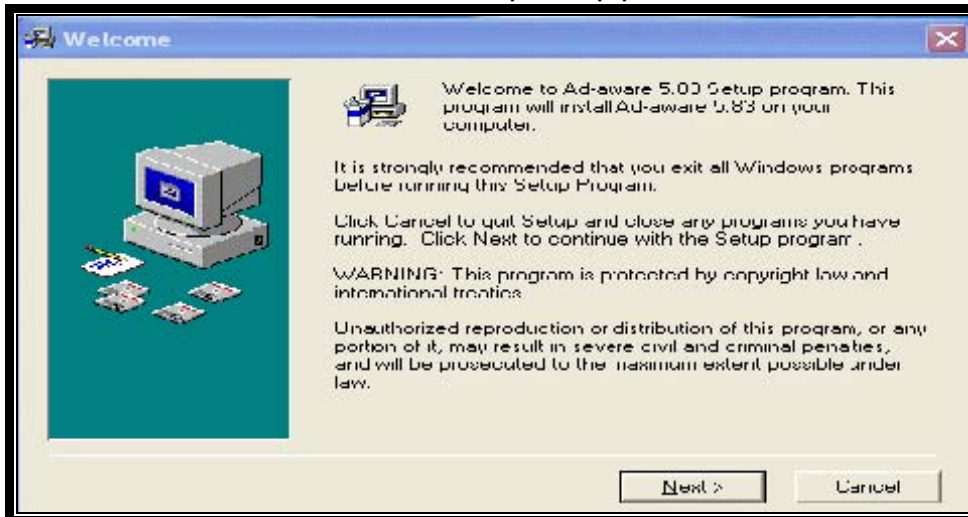 Welcome
Welcome to Ad-aware 5.83 Setup program. This
program will install Ad-aware 5.83 on your
computer.
It is strongly recommended that you exit all Windows programs
before running this Setup Program.
Click Cancel to quit Setup and close any programs you have
running. Click Next to continue with the Setup program .
WARNING: This program is protected by copyright law and
international treaties.
Unauthorized reproduction or distribution of this program, or any
portion of it, may result in severe civil and criminal penalties,
and will be prosecuted to the maximum extent possible under
law.
Next >
Cancel